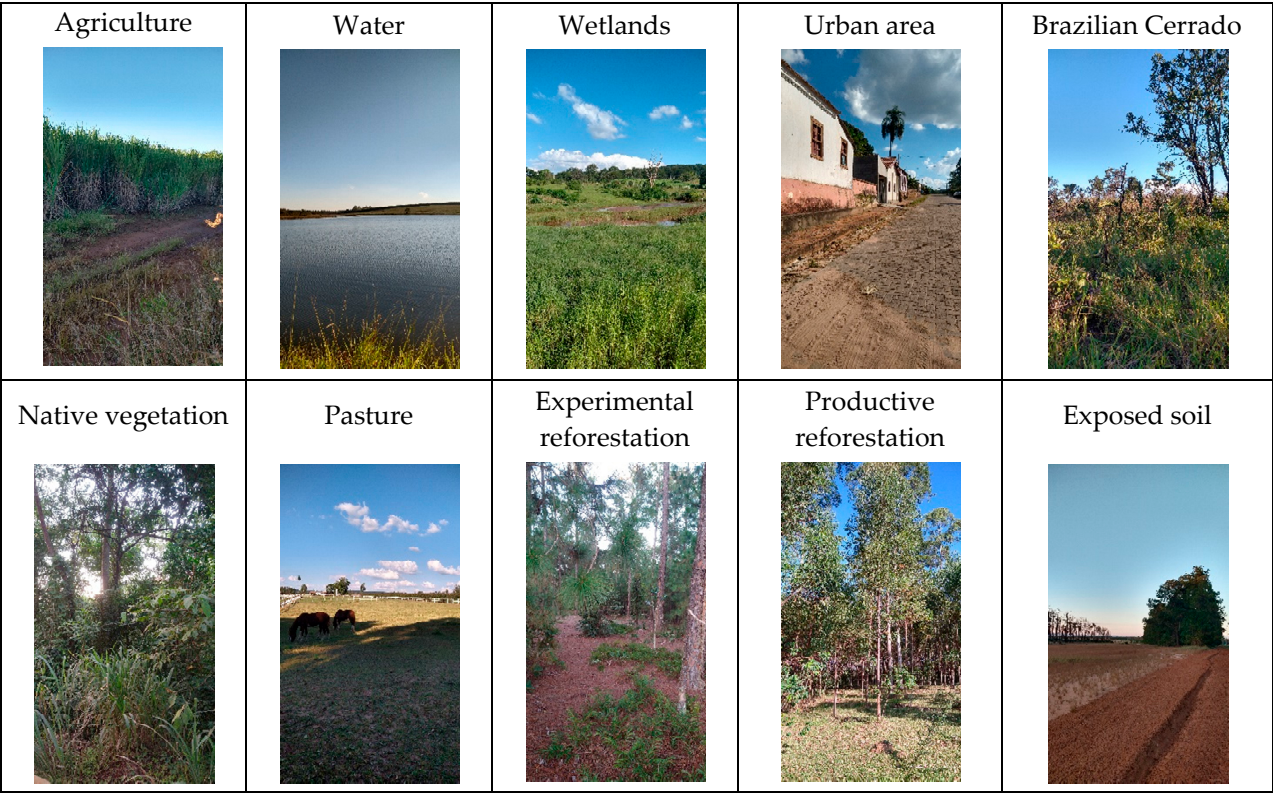 Agriculture
Water
Wetlands
Urban area
Brazilian Cerrado
Native vegetation
Pasture
Experimental
reforestation
Productive
reforestation
Exposed soil